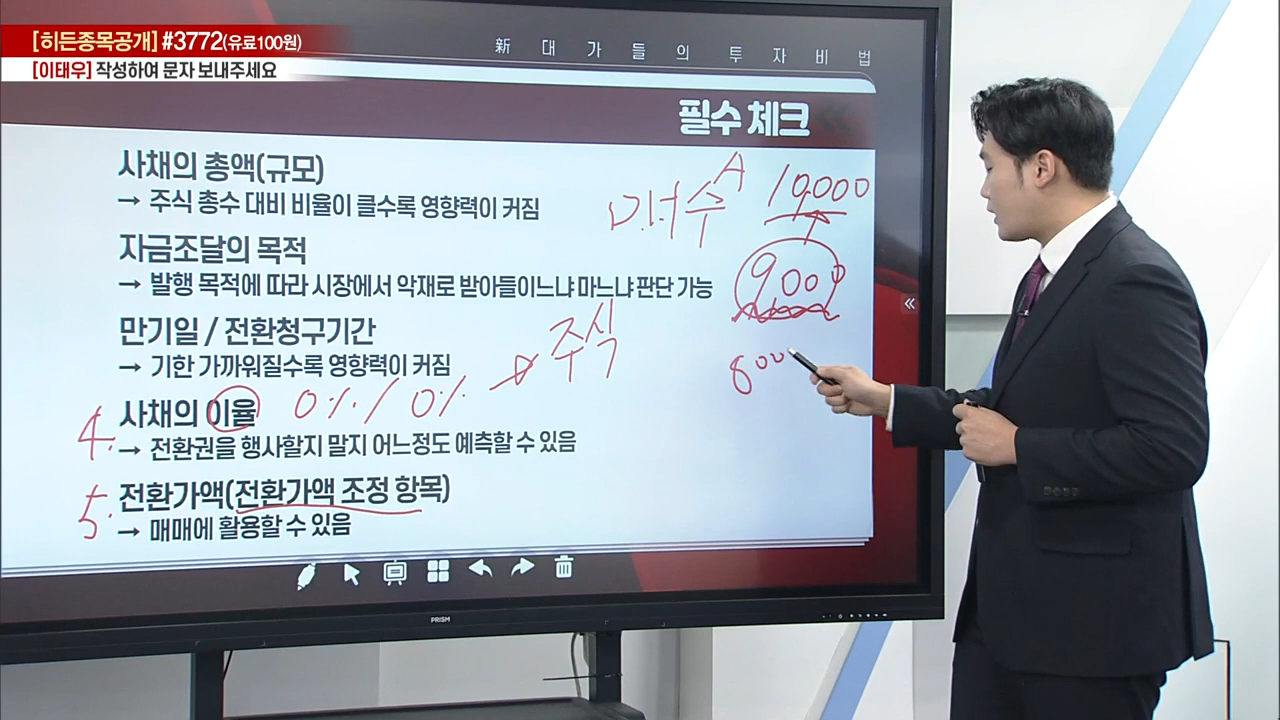 [히든종목공개] #3772(유료100원)
[이태우] 작성하여 문자 보내주세요
新 대 가 들 의 투 자 비 법
필수 체크
사채의 총액(규모)
→ 주식 총수 대비 비율이 클수록 영향력이 커짐
A 10,000
자금조달의 목적
→ 발행 목적에 따라 시장에서 악재로 받아들이느냐 마느냐 판단 가능
9000
만기일 / 전환청구기간
→ 기한 가까워질수록 영향력이 커짐
주식
800
4. 사채의 이율 0% / 0%
→ 전환권을 행사할지 말지 어느정도 예측할 수 있음
5. 전환가액(전환가액 조정 항목)
→ 매매에 활용할 수 있음
PRISM